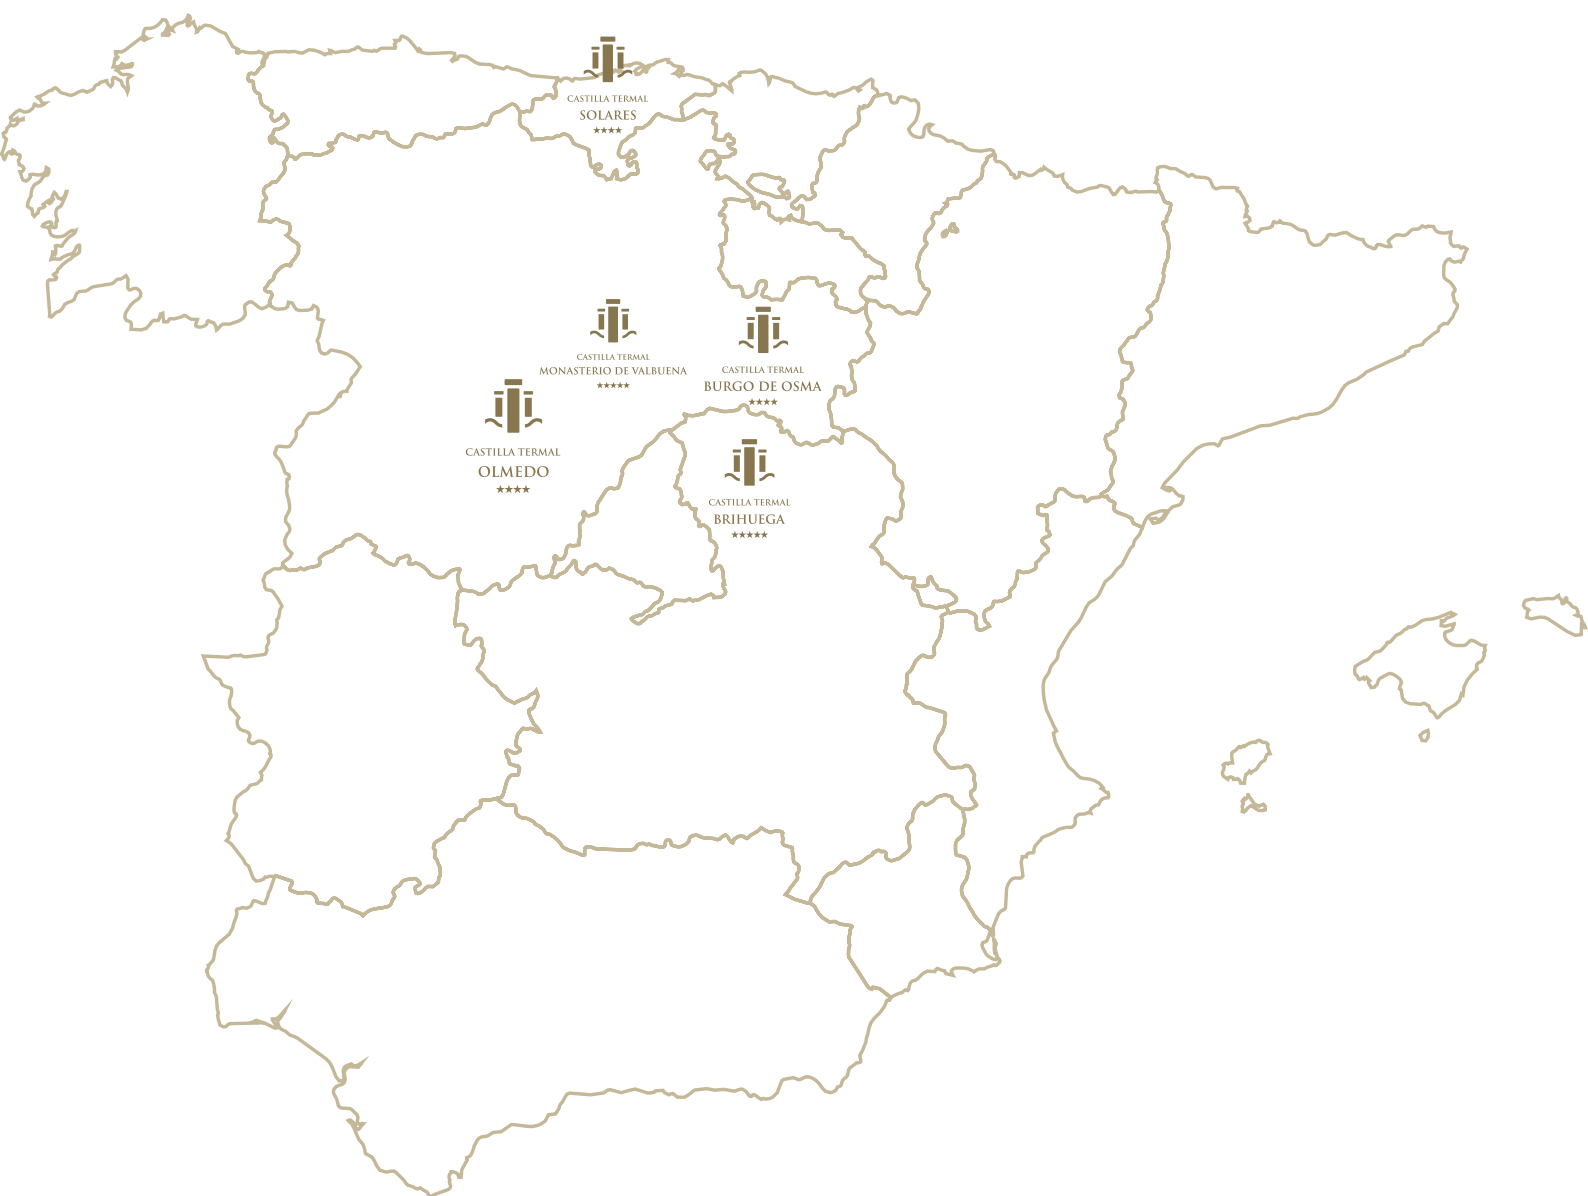 CASTILLA TERMAL
SOLARES
★★★★
CASTILLA TERMAL
MONASTERIO DE VALBUENA
★★★★★
CASTILLA TERMAL
BURGO DE OSMA
★★★★
CASTILLA TERMAL
OLMEDO
★★★★
CASTILLA TERMAL
BRIHUEGA
★★★★★